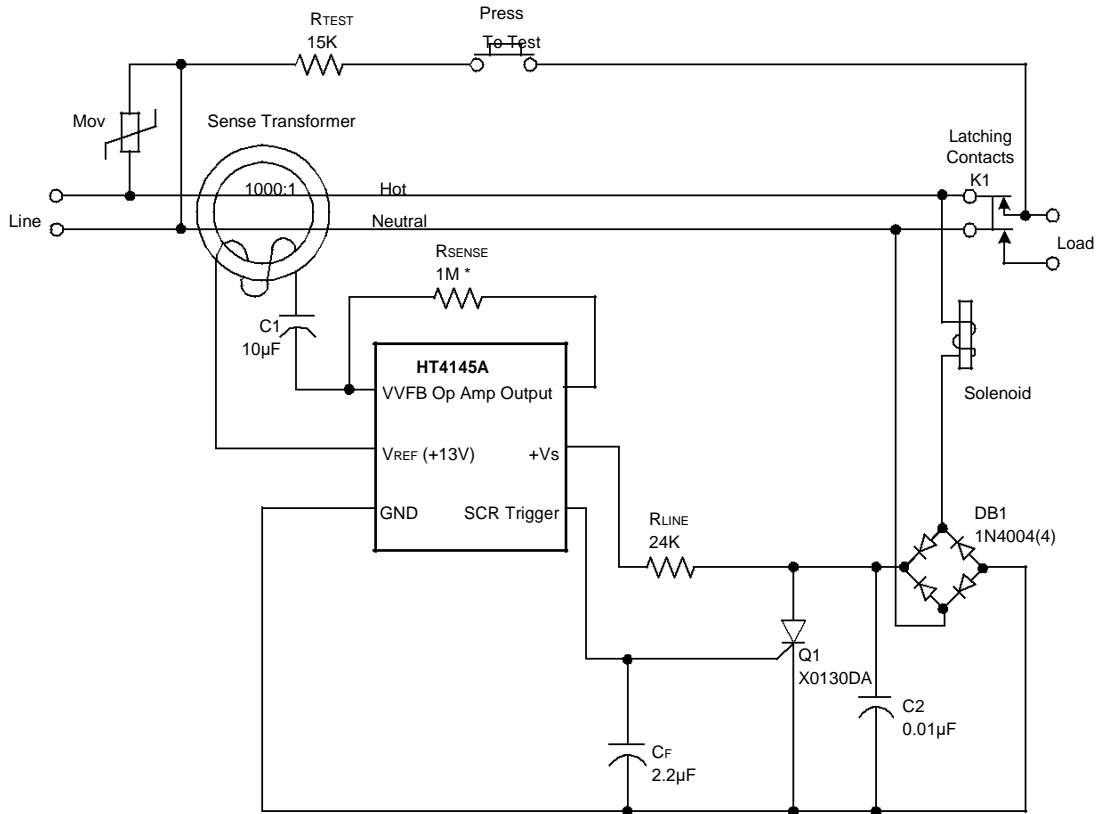 RTEST
15K
Press
To Test
Mov
Sense Transformer
Latching
Contacts
K1
1000:1
Hot
Line
Neutral
Load
RSENSE
1M *
C1
10µF
HT4145A
VVFB Op Amp Output
Solenoid
VREF (+13V)
+Vs
GND
SCR Trigger
RLINE
24K
DB1
1N4004(4)
Q1
X0130DA
C2
0.01µF
CF
2.2µF